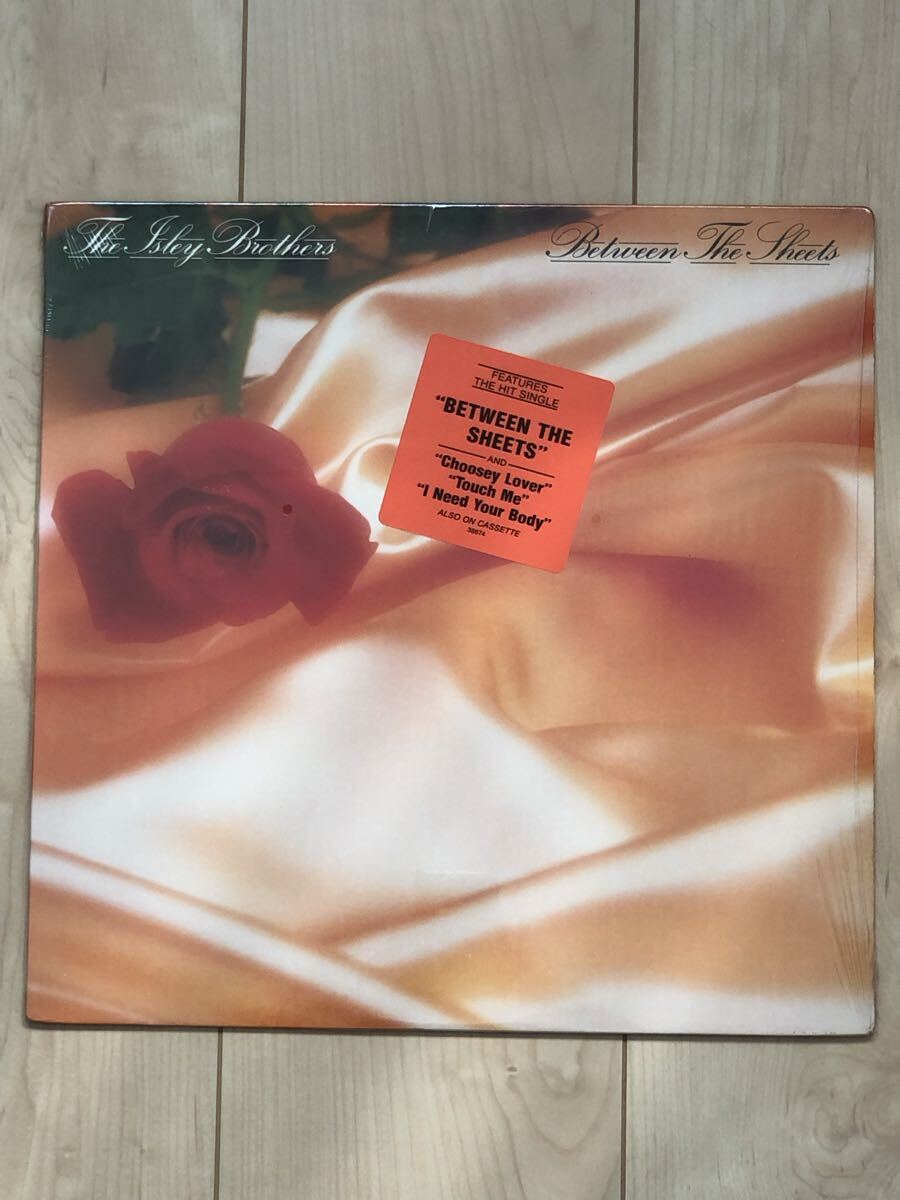 The Isley Brothers
Between The Sheets
FEATURES
THE HIT SINGLE
“BETWEEN THE
SHEETS”
AND
“Choosey Lover”
“Touch Me”
“I Need Your Body”
ALSO ON CASSETTE
38674